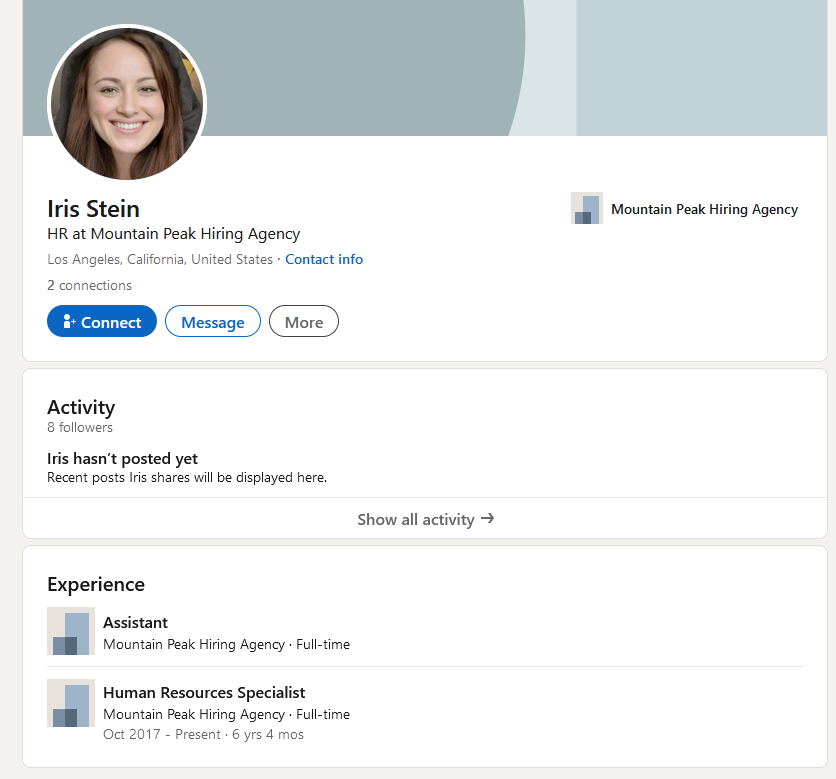 Iris Stein
Mountain Peak Hiring Agency
HR at Mountain Peak Hiring Agency
Los Angeles, California, United States · Contact info
2 connections
Connect
Message
More
Activity
8 followers
Iris hasn’t posted yet
Recent posts Iris shares will be displayed here.
Show all activity →
Experience
Assistant
Mountain Peak Hiring Agency · Full-time
Human Resources Specialist
Mountain Peak Hiring Agency · Full-time
Oct 2017 - Present · 6 yrs 4 mos